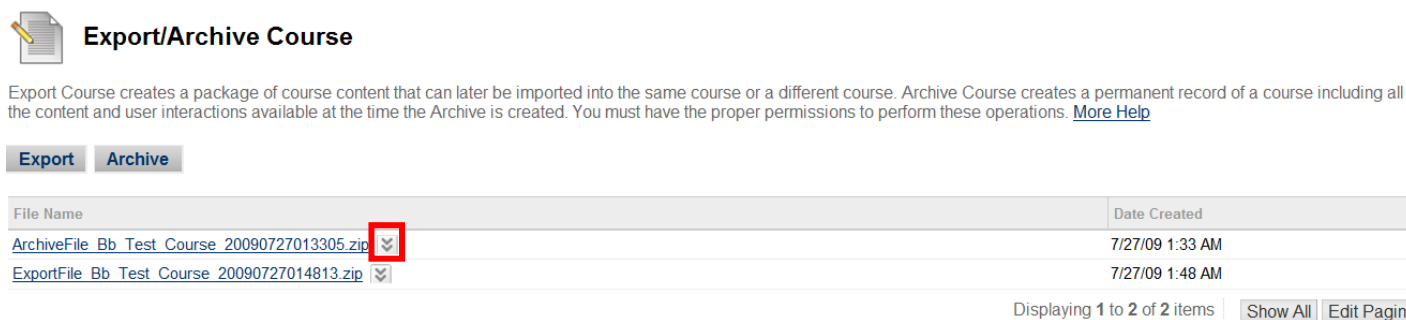 Export/Archive Course
Export Course creates a package of course content that can later be imported into the same course or a different course. Archive Course creates a permanent record of a course including all
the content and user interactions available at the time the Archive is created. You must have the proper permissions to perform these operations. More Help
Export Archive
File Name Date Created
ArchiveFile_Bb_Test_Course_20090727013305.zip 7/27/09 1:33 AM
ExportFile_Bb_Test_Course_20090727014813.zip 7/27/09 1:48 AM
Displaying 1 to 2 of 2 items Show All Edit Pagin